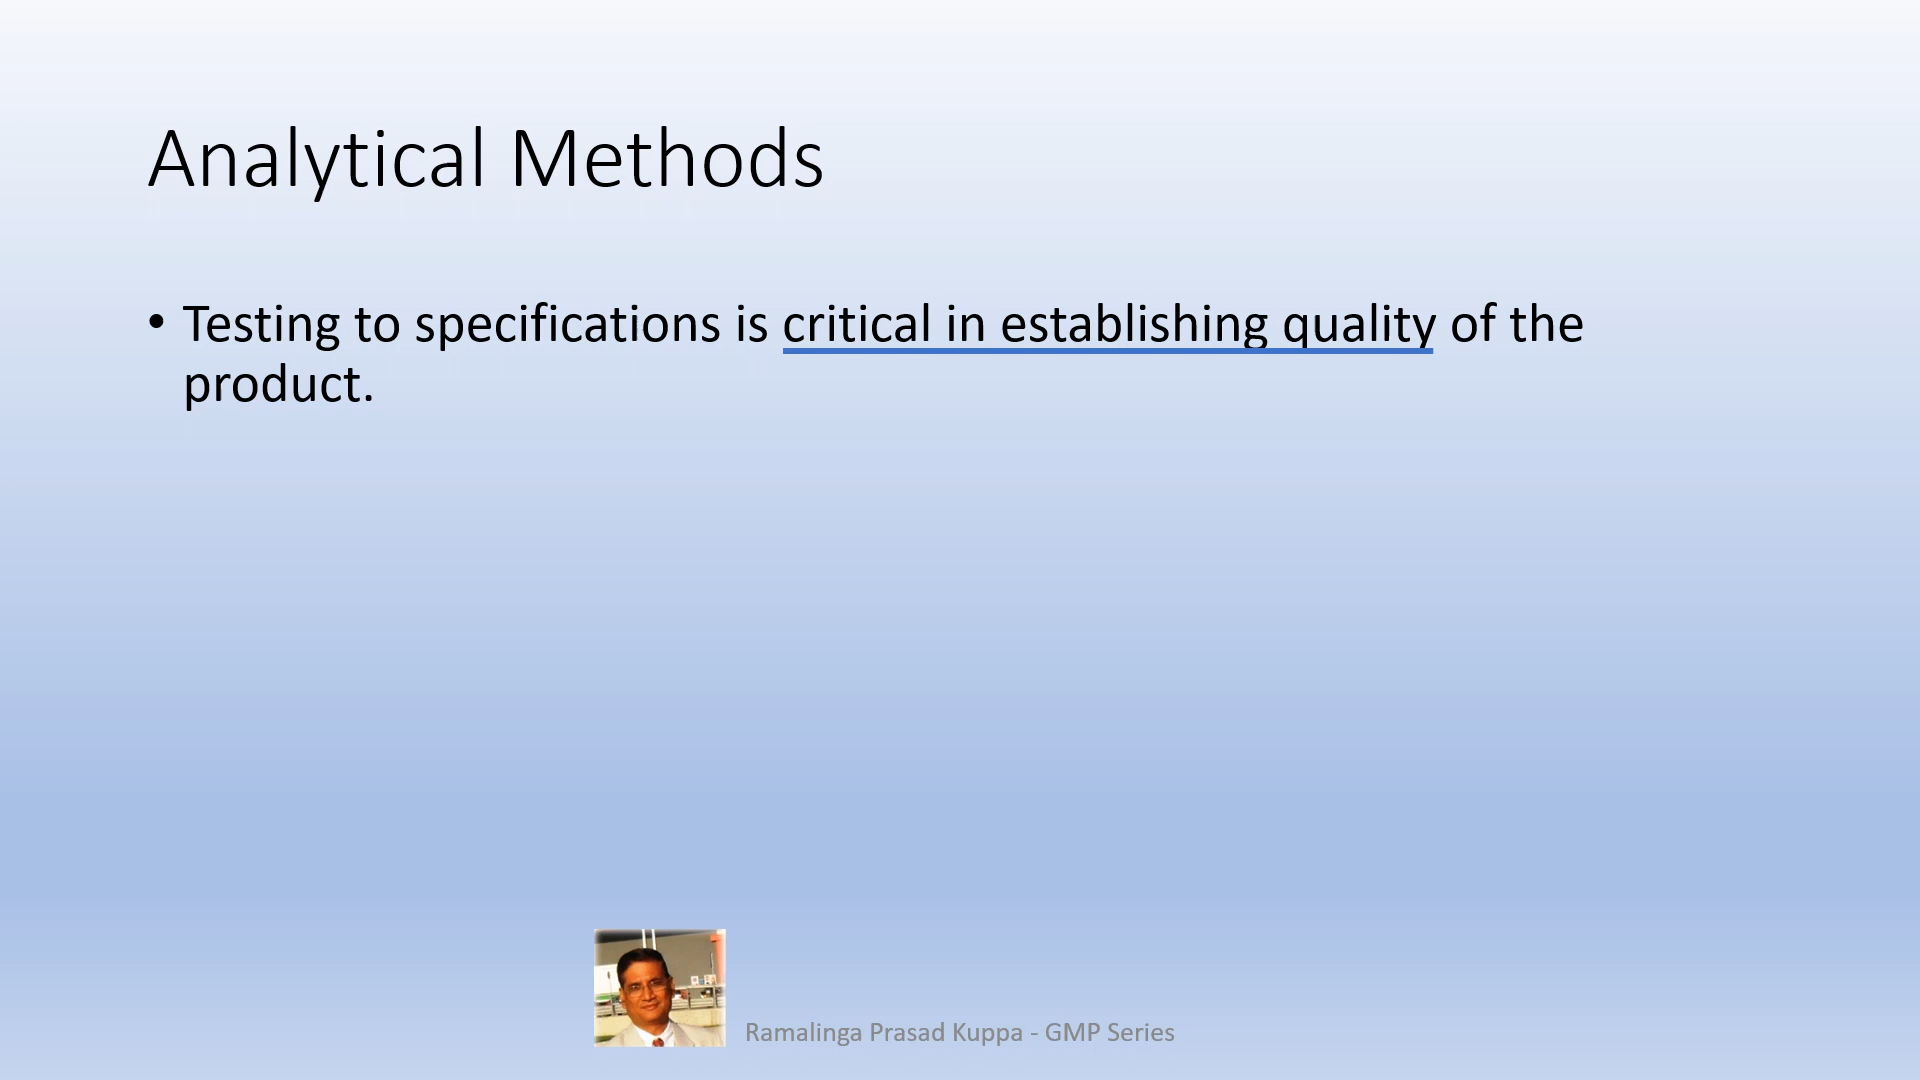 Analytical Methods
• Testing to specifications is critical in establishing quality of the
product.
Ramalinga Prasad Kuppa - GMP Series